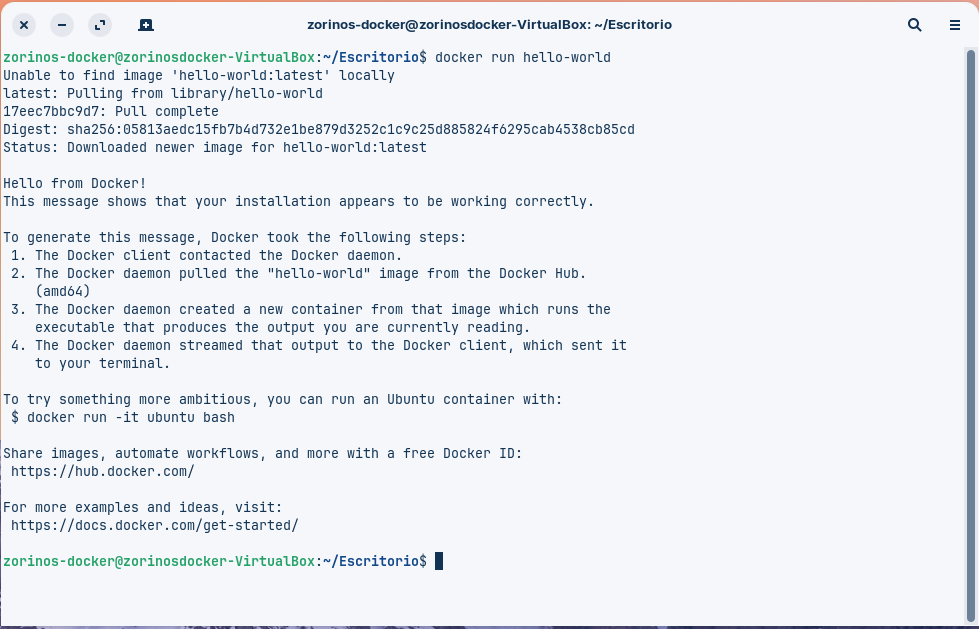 zorinos-docker@zorinosdocker-VirtualBox: ~/Escritorio
zorinos-docker@zorinosdocker-VirtualBox:~/Escritorio$ docker run hello-world
Unable to find image 'hello-world:latest' locally
latest: Pulling from library/hello-world
17eec7bbc9d7: Pull complete
Digest: sha256:05813aedc15fb7b4d732e1be879d3252c1c9c25d885824f6295cab4538cb85cd
Status: Downloaded newer image for hello-world:latest

Hello from Docker!
This message shows that your installation appears to be working correctly.

To generate this message, Docker took the following steps:
 1. The Docker client contacted the Docker daemon.
 2. The Docker daemon pulled the "hello-world" image from the Docker Hub.
    (amd64)
 3. The Docker daemon created a new container from that image which runs the
    executable that produces the output you are currently reading.
 4. The Docker daemon streamed that output to the Docker client, which sent it
    to your terminal.

To try something more ambitious, you can run an Ubuntu container with:
 $ docker run -it ubuntu bash

Share images, automate workflows, and more with a free Docker ID:
 https://hub.docker.com/

For more examples and ideas, visit:
 https://docs.docker.com/get-started/

zorinos-docker@zorinosdocker-VirtualBox:~/Escritorio$